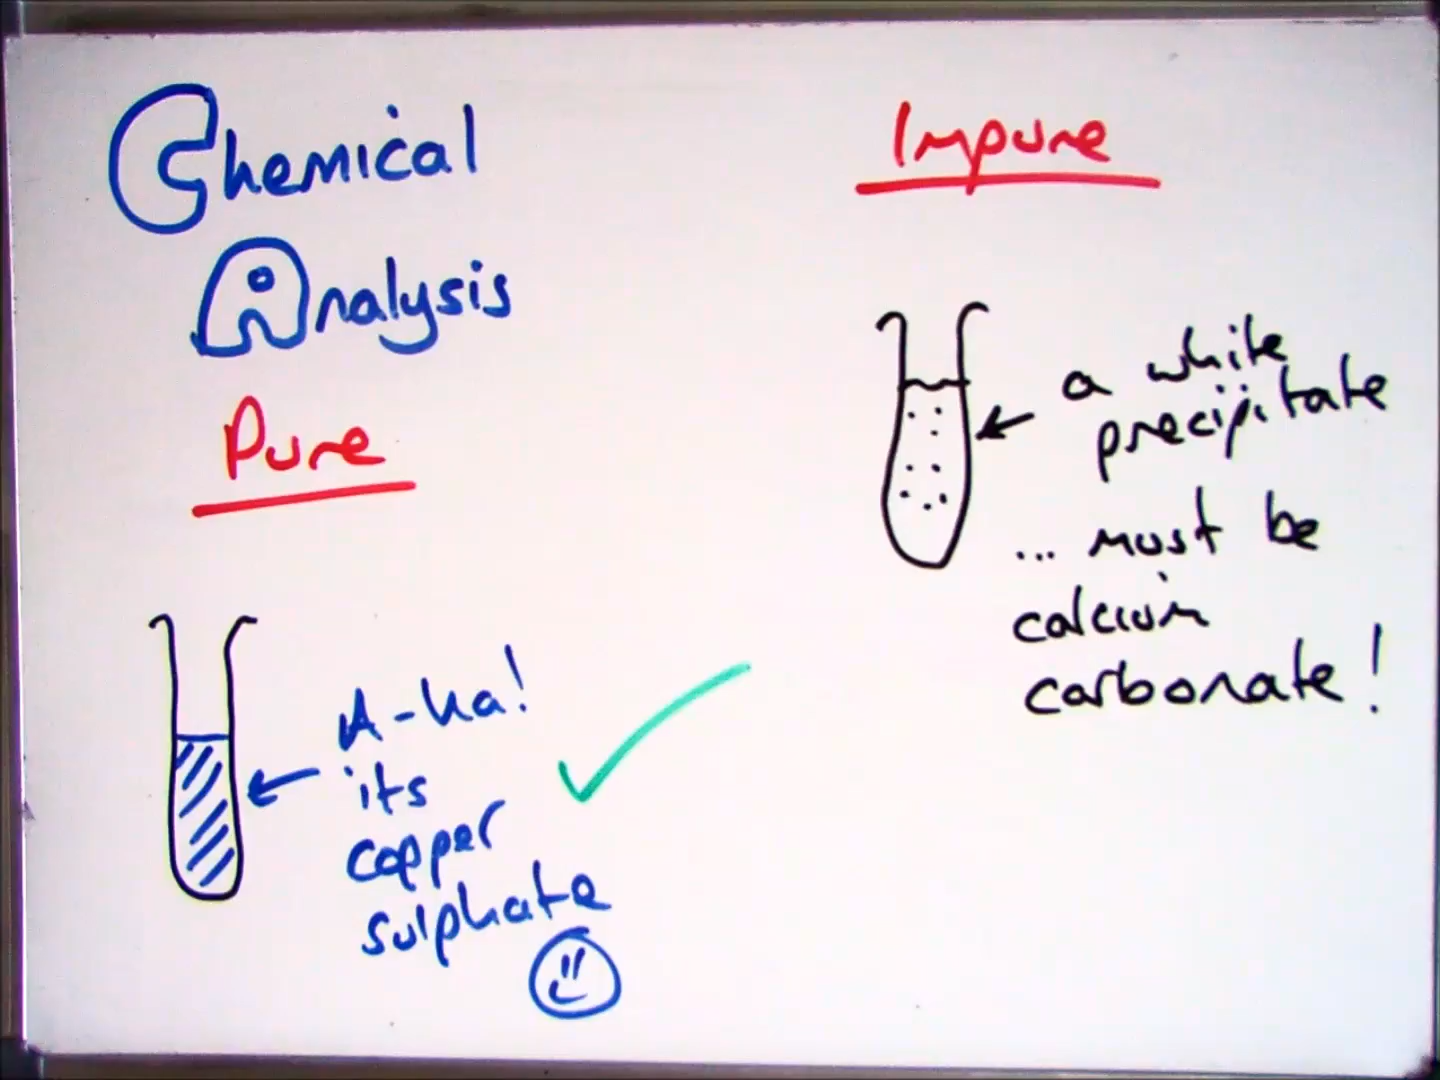 Chemical
Analysis
Pure
A-ha!
its
copper
sulphate
Impure
a white
precipitate
... must be
calcium
carbonate!